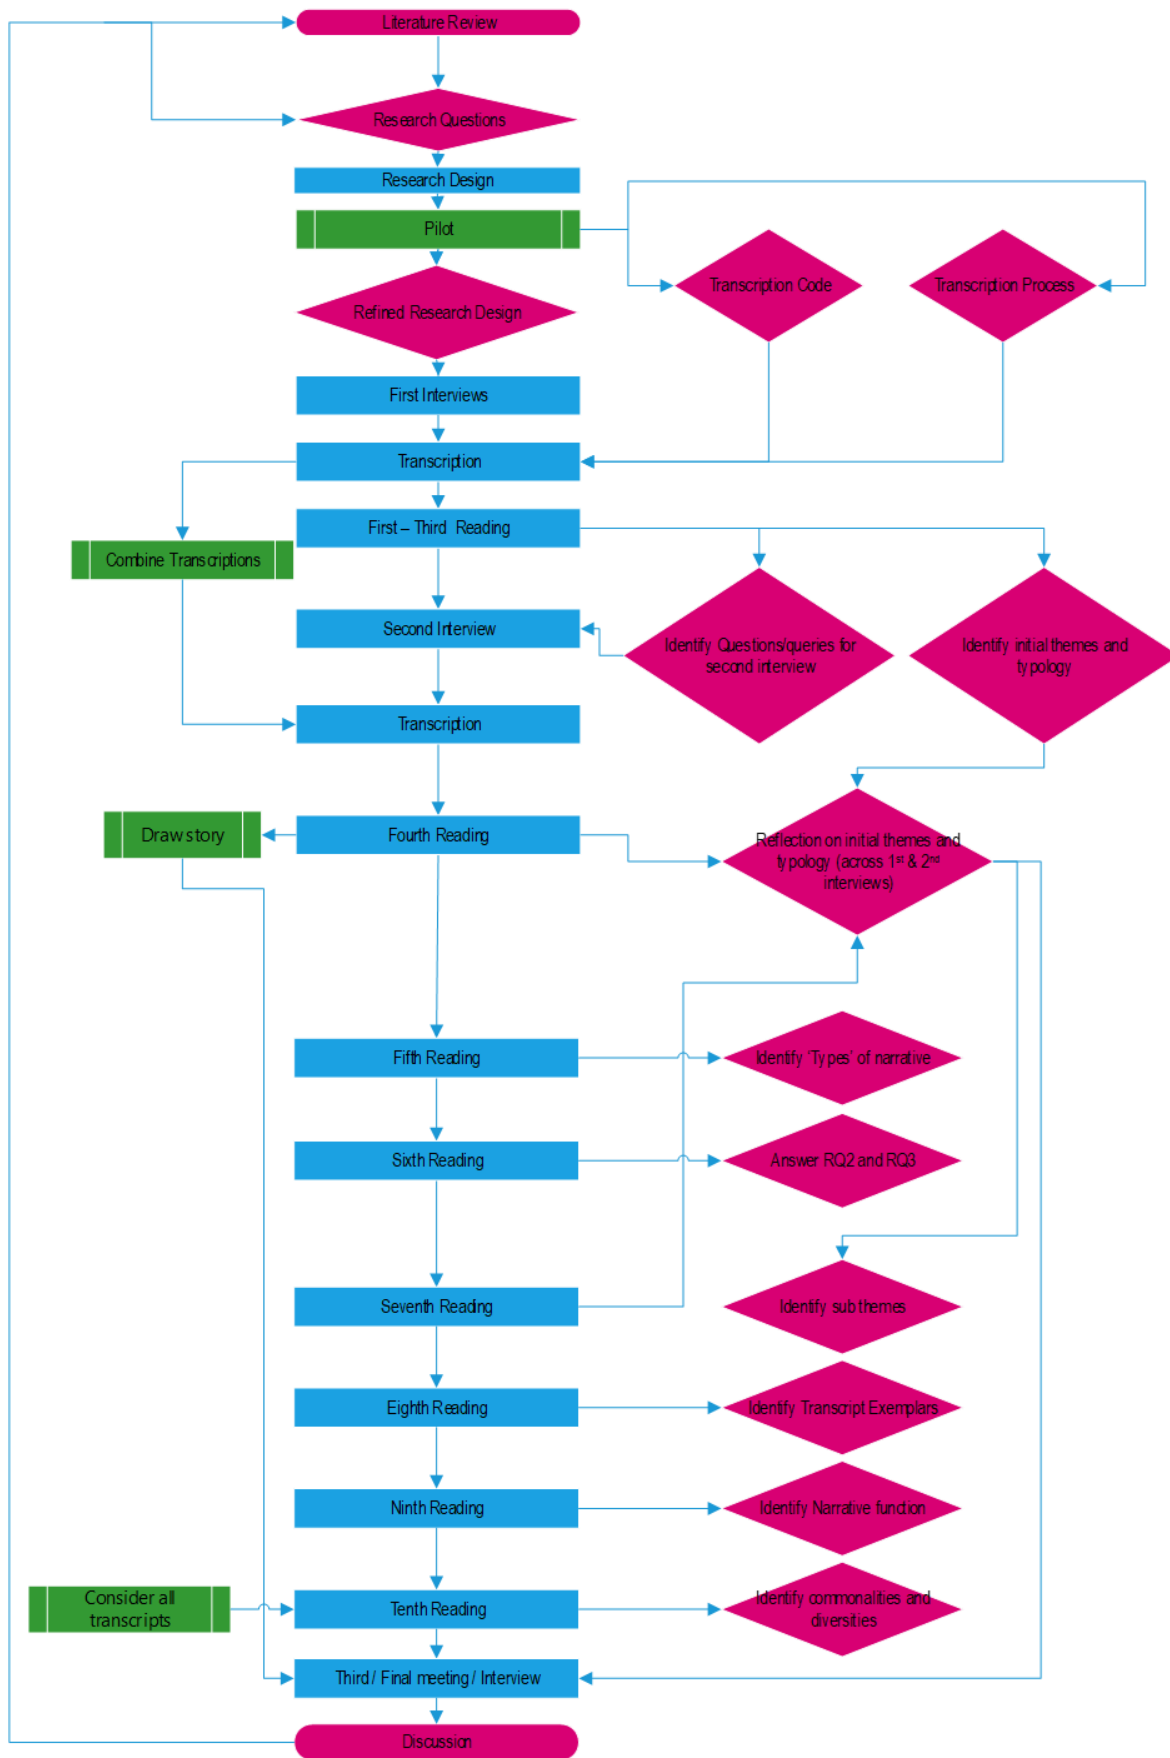 Literature Review
Research Questions
Research Design
Pilot
Transcription Code
Transcription Process
Refined Research Design
First Interviews
Transcription
First – Third Reading
Combine Transcriptions
Second Interview
Identify Questions/queries for
second interview
Identify initial themes and
typology
Transcription
Draw story
Fourth Reading
Reflection on initial themes and
typology (across 1st & 2nd
interviews)
Fifth Reading
Identify ‘Types’ of narrative
Sixth Reading
Answer RQ2 and RQ3
Seventh Reading
Identify sub themes
Eighth Reading
Identify Transcript Exemplars
Ninth Reading
Identify Narrative function
Consider all
transcripts
Tenth Reading
Identify commonalities and
diversities
Third / Final meeting / Interview
Discussion